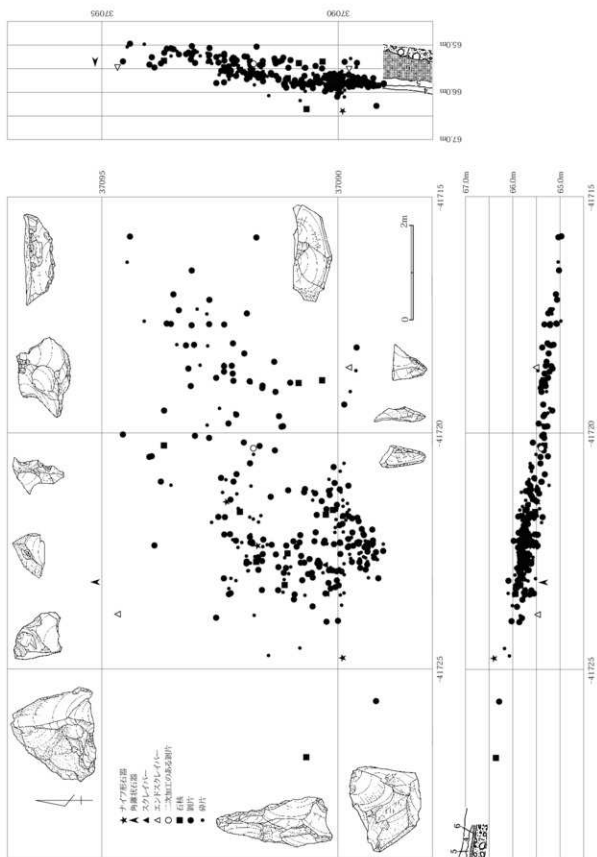 37095
37090
65.0m
66.0m
67.0m
37095
37090
-41715
-41720
-41725
0
2m
★ ナイフ形石器
角錐状石器
▲ スクレイパー
△ エンドスクレイパー
○ 二次加工のある剥片
■ 石核
● 剥片
• 砕片
67.0m
66.0m
65.0m
-41715
-41720
-41725
5
6